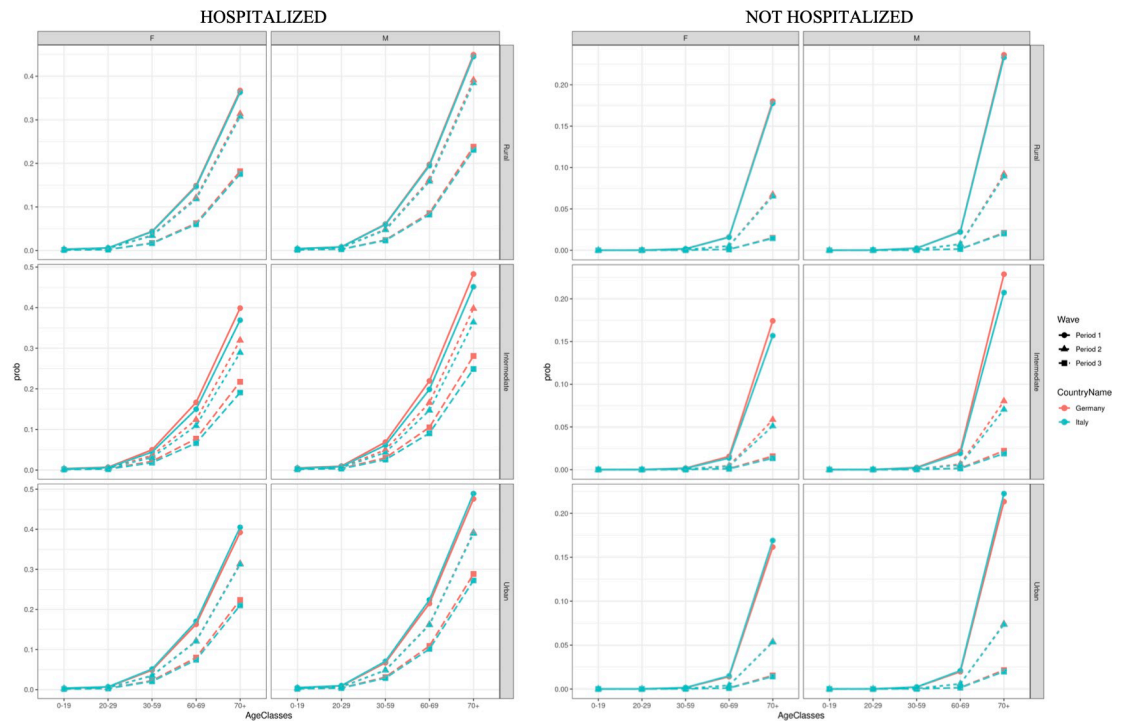 HOSPITALIZED
NOT HOSPITALIZED
F
M
F
M
0.4
0.3
0.2
0.1
0.0
Rural
0.20
0.15
0.10
0.05
0.00
Rural
0.5
0.4
0.3
0.2
0.1
0.0
Intermediate
0.20
0.15
0.10
0.05
0.00
Intermediate
0.5
0.4
0.3
0.2
0.1
0.0
Urban
0.20
0.15
0.10
0.05
0.00
Urban
prob
prob
0-19 20-29 30-59 60-69 70+
0-19 20-29 30-59 60-69 70+
AgeClasses
0-19 20-29 30-59 60-69 70+
0-19 20-29 30-59 60-69 70+
AgeClasses
Wave
Period 1
Period 2
Period 3
CountryName
Germany
Italy